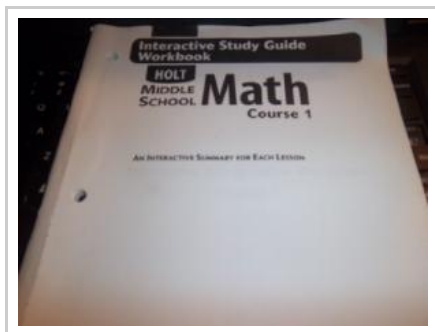 Interactive Study Guide
Workbook
HOLT
MIDDLE
SCHOOL Math
Course 1
AN INTERACTIVE SUMMARY FOR EACH LESSON